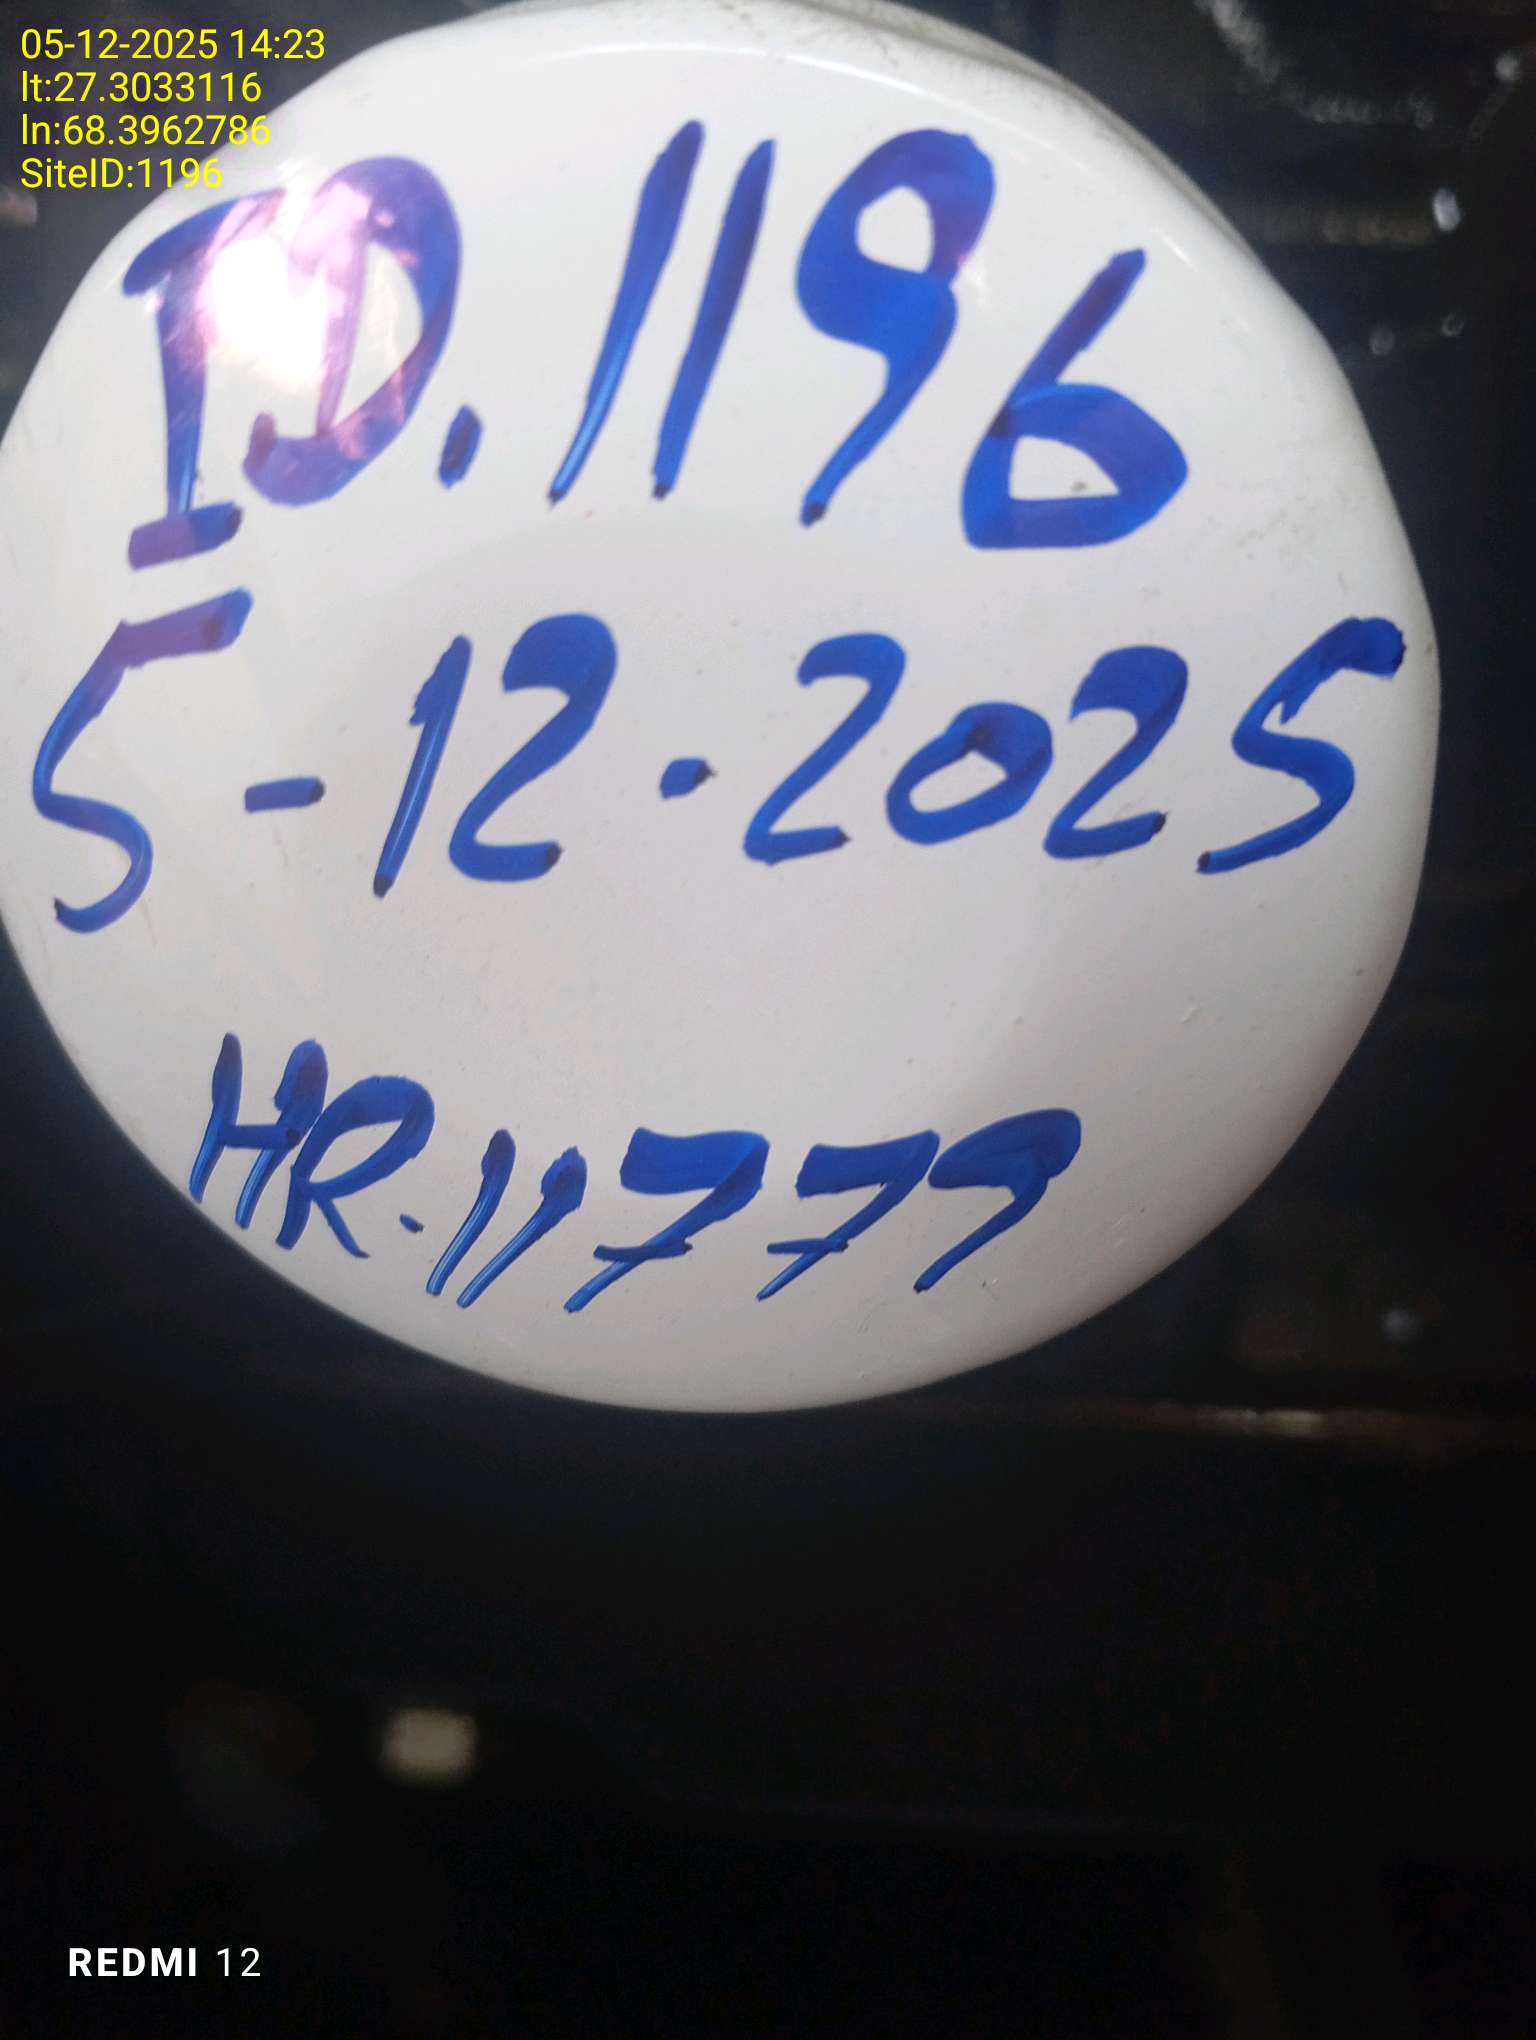 05-12-2025 14:23
lt:27.3033116
ln:68.3962786
SiteID:1196
ID.1196
5-12.2025
HR.11779
REDMI 12